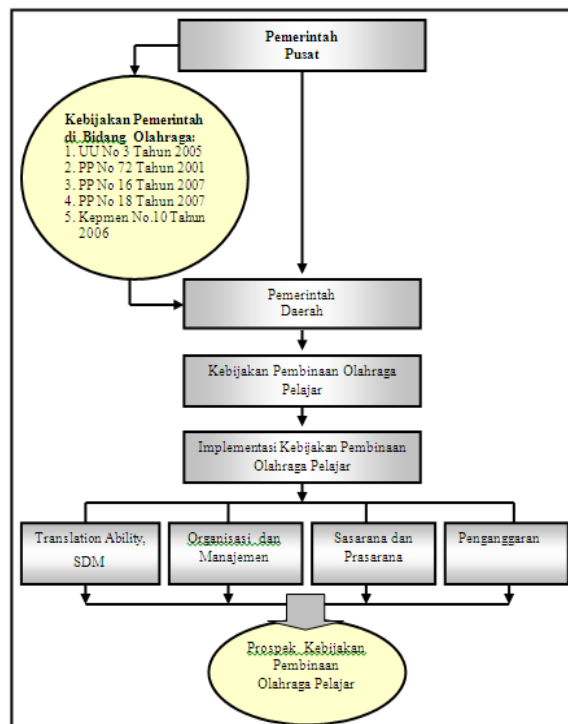 Pemerintah
Pusat
Kebijakan Pemerintah
di Bidang Olahraga:
1. UU No 3 Tahun 2005
2. PP No 72 Tahun 2001
3. PP No 16 Tahun 2007
4. PP No 18 Tahun 2007
5. Kepmen No.10 Tahun
2006
Pemerintah
Daerah
Kebijakan Pembinaan Olahraga
Pelajar
Implementasi Kebijakan Pembinaan
Olahraga Pelajar
Translation Ability,
SDM
Organisasi dan
Manajemen
Sasarana dan
Prasarana
Penganggaran
Prospek Kebijakan
Pembinaan
Olahraga Pelajar